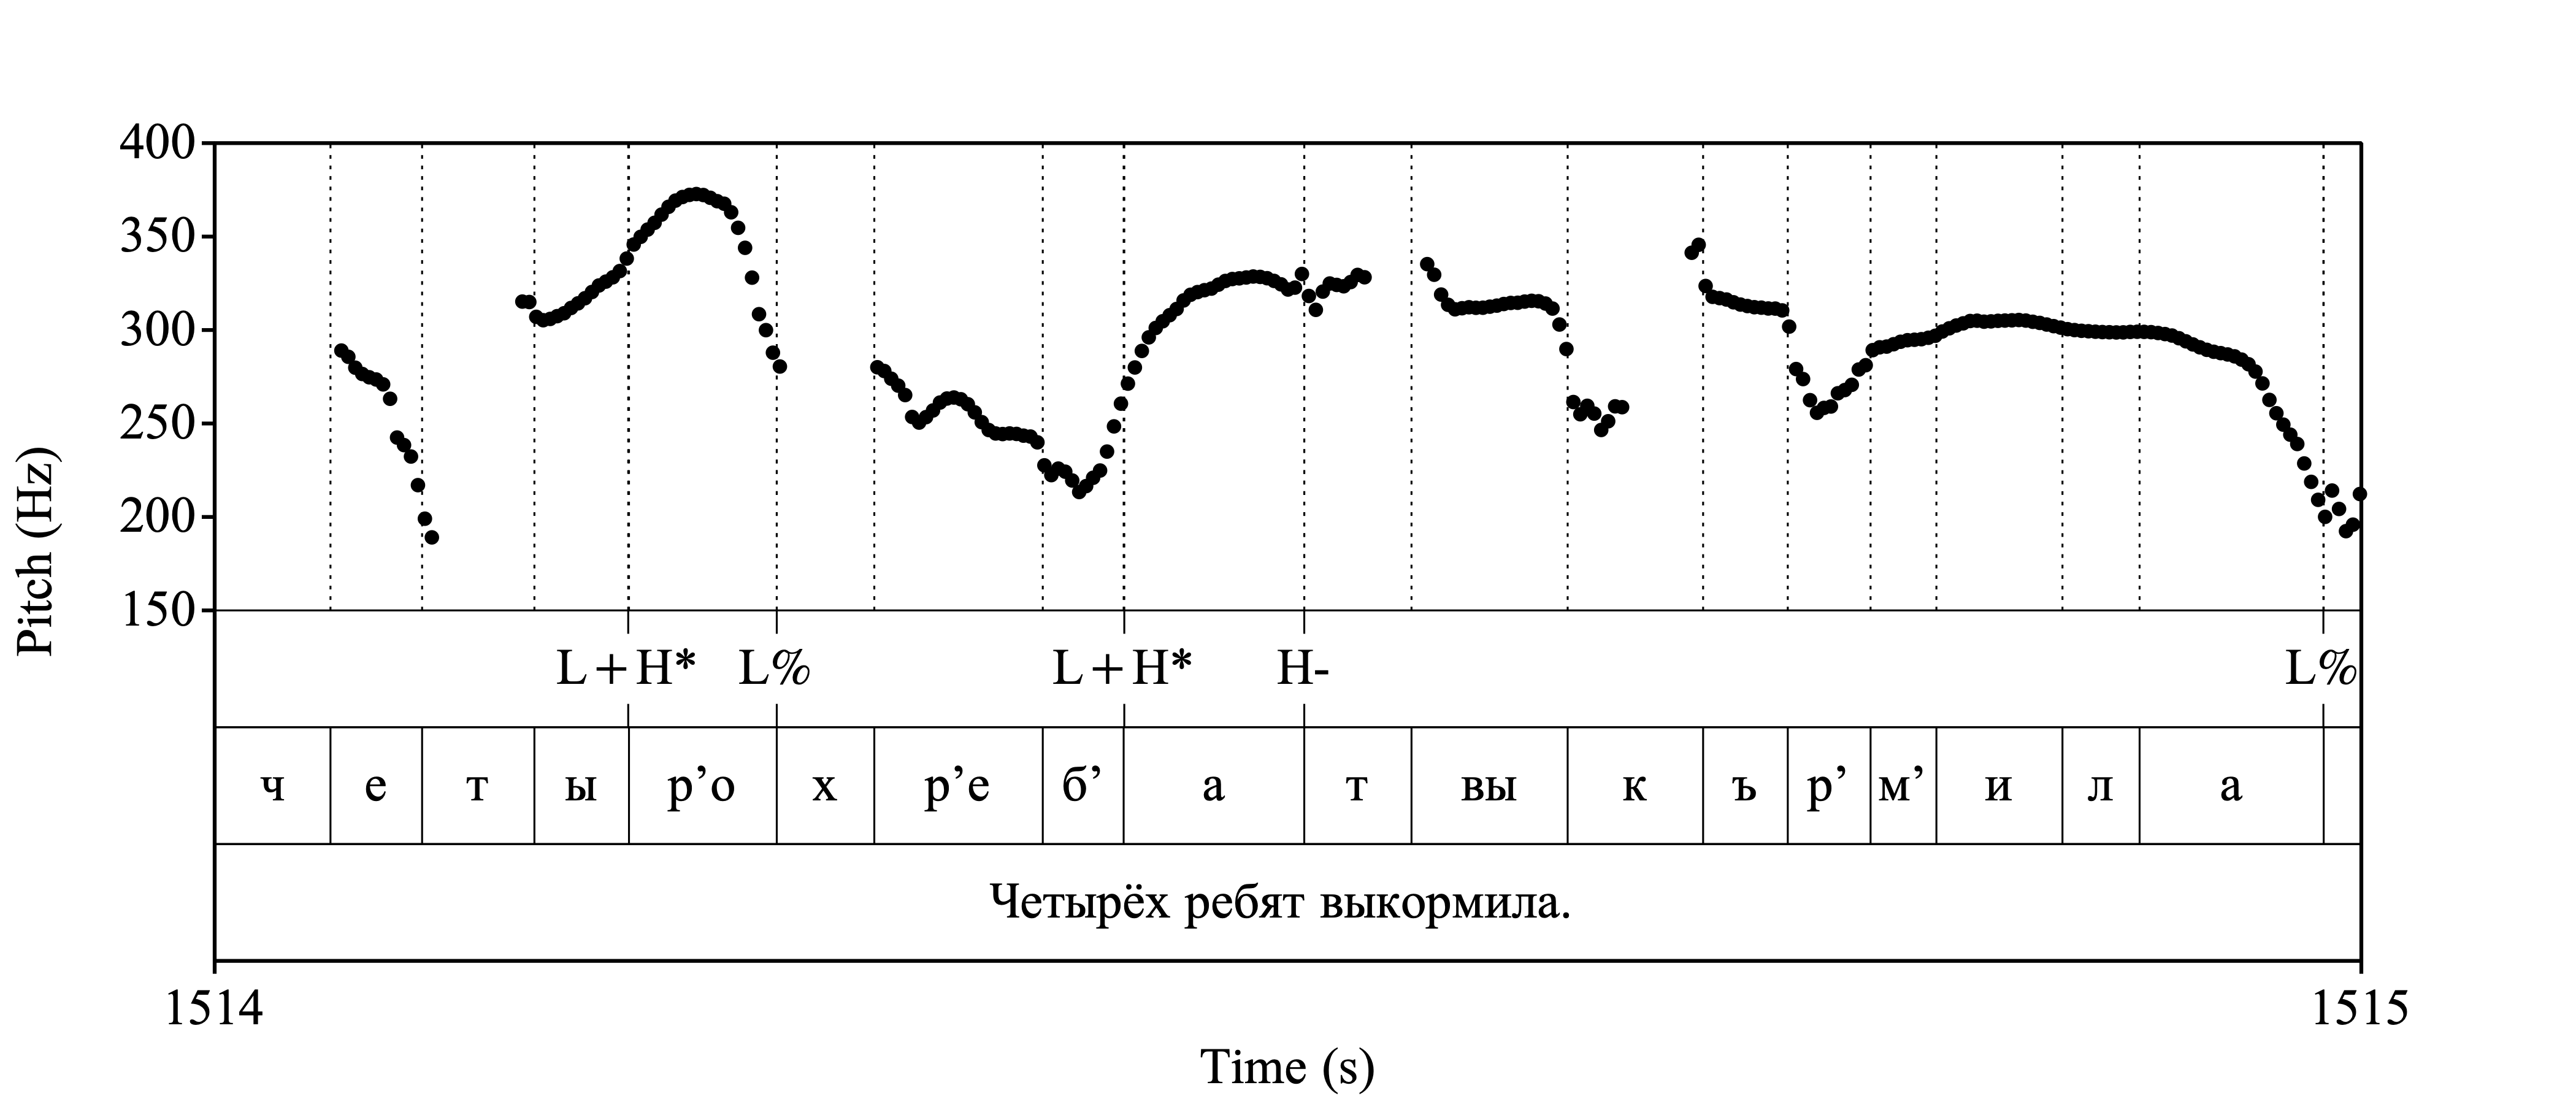 Pitch (Hz)
400
350
300
250
200
150
L+H* L% L+H* H- L%
ч е т ы р’о х р’е б’ а т вы к ъ р’ м’ и л а
Четырёх ребят выкормила.
1514 1515
Time (s)